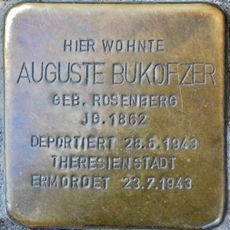 HIER WOHNTE
AUGUSTE BUKOFZER
GEB. ROSENBERG
JG. 1862
DEPORTIERT 28.5.1943
THERESIENSTADT
ERMORDET 23.7.1943